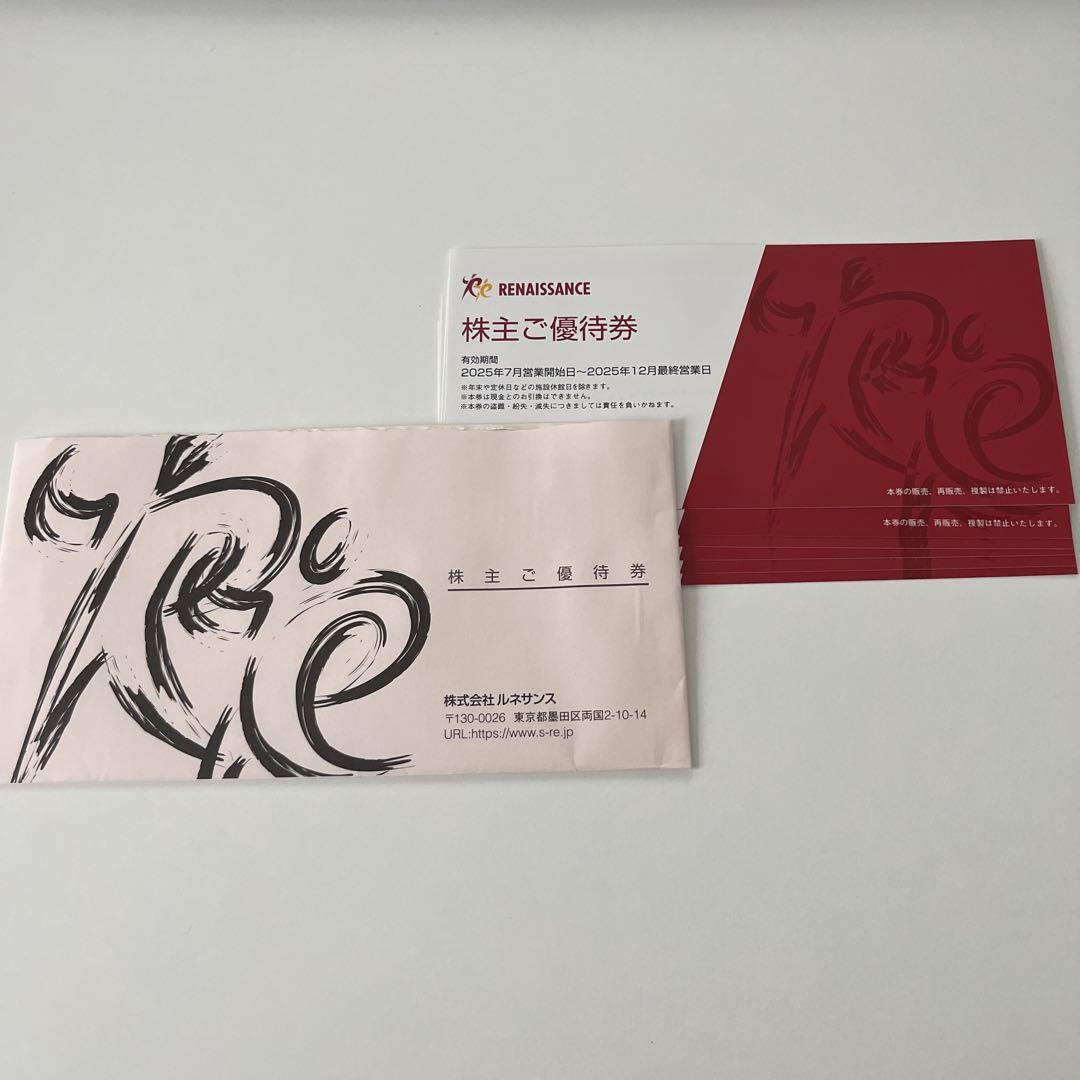 RENAISSANCE
株主ご優待券
有効期間
2025年7月営業開始日～2025年12月最終営業日
※年末や定休日などの施設休館日を除きます。
※本券は現金とのお引換はできません。
※本券の盗難・紛失・滅失につきましては責任を負いかねます。
本券の販売、再販売、複製は禁止いたします。
本券の販売、再販売、複製は禁止いたします。
株主ご優待券
株式会社 ルネサンス
〒130-0026 東京都墨田区両国2-10-14
URL:https://www.s-re.jp